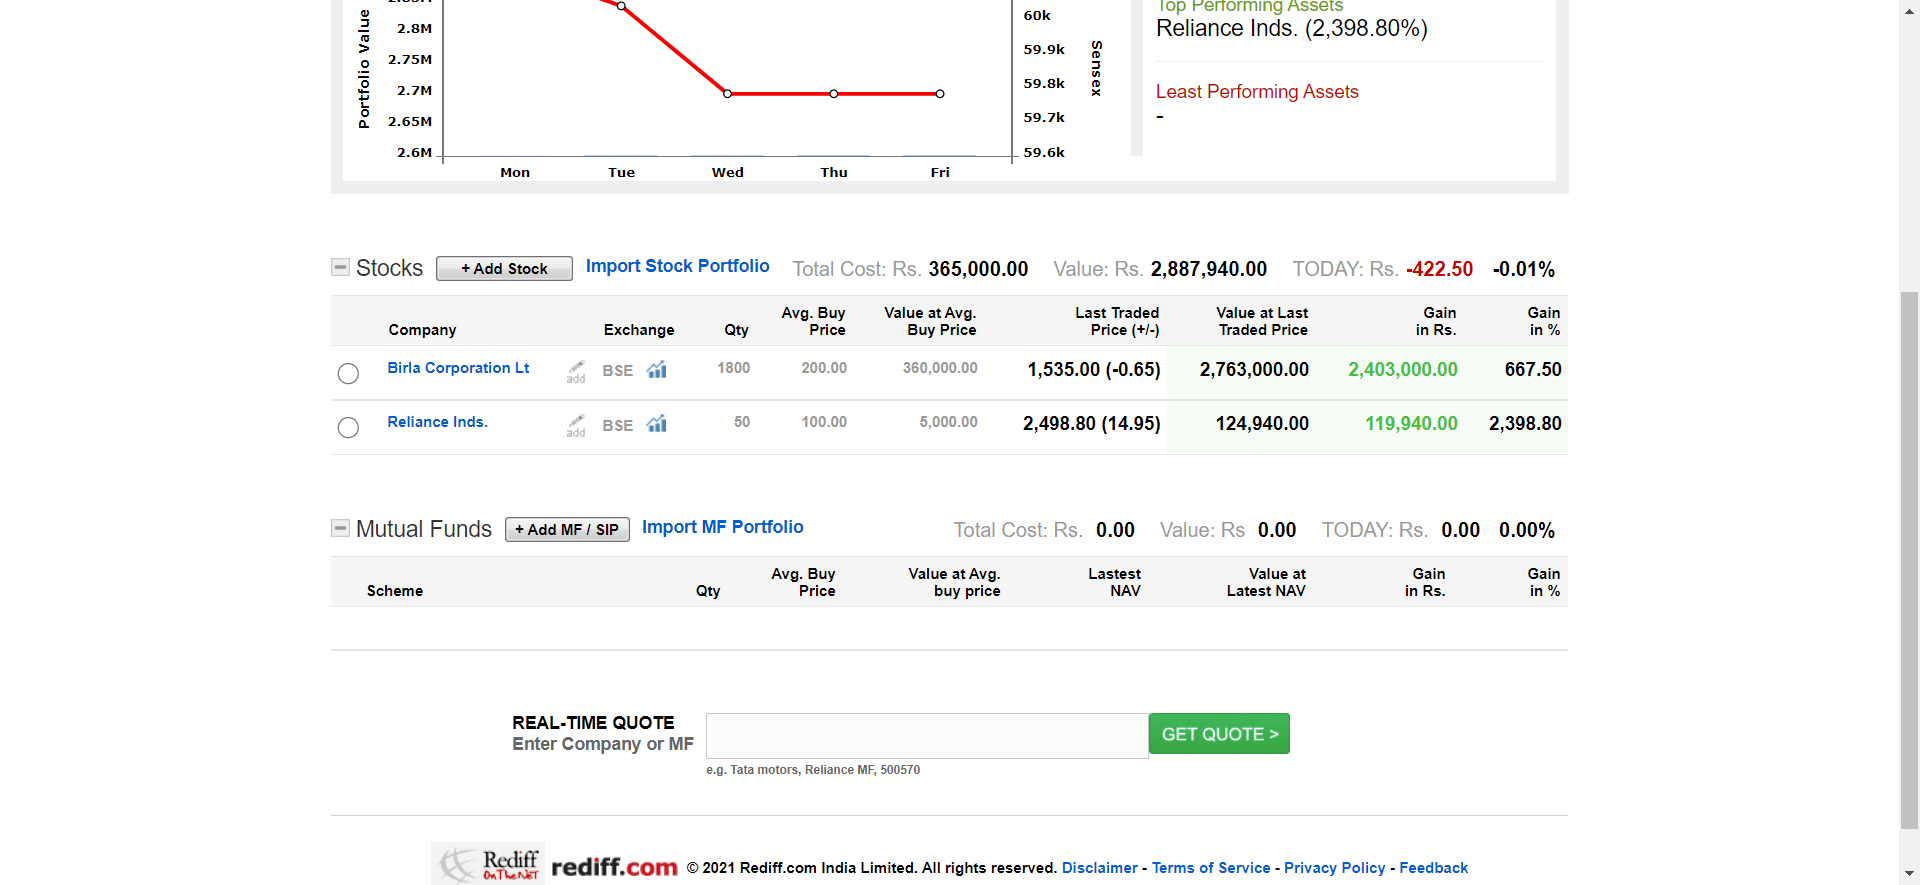 Top Performing Assets
Reliance Inds. (2,398.80%)
Least Performing Assets
-
Portfolio Value
2.85M
2.8M
2.75M
2.7M
2.65M
2.6M
60k
59.9k
59.8k
59.7k
59.6k
Sensex
Mon Tue Wed Thu Fri
Stocks + Add Stock Import Stock Portfolio Total Cost: Rs. 365,000.00 Value: Rs. 2,887,940.00 TODAY: Rs. -422.50 -0.01%
Company Exchange Qty Avg. Buy Price Value at Avg. Buy Price Last Traded Price (+/-) Value at Last Traded Price Gain in Rs. Gain in %
Birla Corporation Lt add BSE 1800 200.00 360,000.00 1,535.00 (-0.65) 2,763,000.00 2,403,000.00 667.50
Reliance Inds. add BSE 50 100.00 5,000.00 2,498.80 (14.95) 124,940.00 119,940.00 2,398.80
Mutual Funds + Add MF / SIP Import MF Portfolio Total Cost: Rs. 0.00 Value: Rs 0.00 TODAY: Rs. 0.00 0.00%
Scheme Qty Avg. Buy Price Value at Avg. buy price Lastest NAV Value at Latest NAV Gain in Rs. Gain in %
REAL-TIME QUOTE
Enter Company or MF
GET QUOTE >
e.g. Tata motors, Reliance MF, 500570
Rediff
On The NeT
rediff.com © 2021 Rediff.com India Limited. All rights reserved. Disclaimer - Terms of Service - Privacy Policy - Feedback